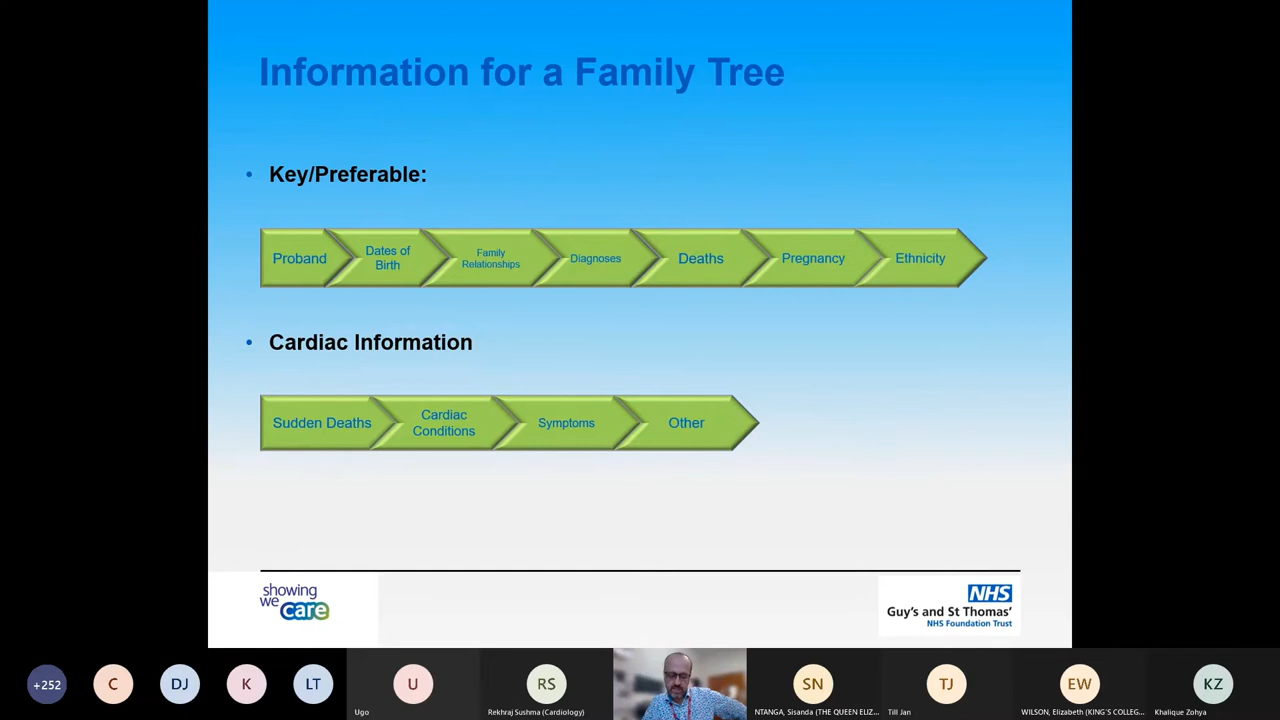 Information for a Family Tree
• Key/Preferable:
Proband
Dates of
Birth
Family
Relationships
Diagnoses
Deaths
Pregnancy
Ethnicity
• Cardiac Information
Sudden Deaths
Cardiac
Conditions
Symptoms
Other
showing
we care
NHS
Guy's and St Thomas'
NHS Foundation Trust
+252
C
DJ
K
LT
U
RS
SN
TJ
EW
KZ
Ugo
Rekhraj Sushma (Cardiology)
NTANGA, Sisanda (THE QUEEN ELIZ...
Till Jan
WILSON, Elizabeth (KING'S COLLEG...
Khalique Zohya